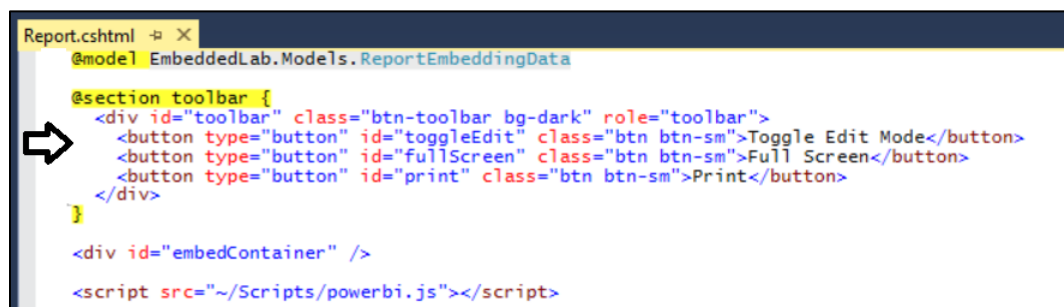 Report.cshtml
@model EmbeddedLab.Models.ReportEmbeddingData
@section toolbar {
<div id="toolbar" class="btn-toolbar bg-dark" role="toolbar">
<button type="button" id="toggleEdit" class="btn btn-sm">Toggle Edit Mode</button>
<button type="button" id="fullScreen" class="btn btn-sm">Full Screen</button>
<button type="button" id="print" class="btn btn-sm">Print</button>
</div>
}
<div id="embedContainer" />
<script src="~/Scripts/powerbi.js"></script>